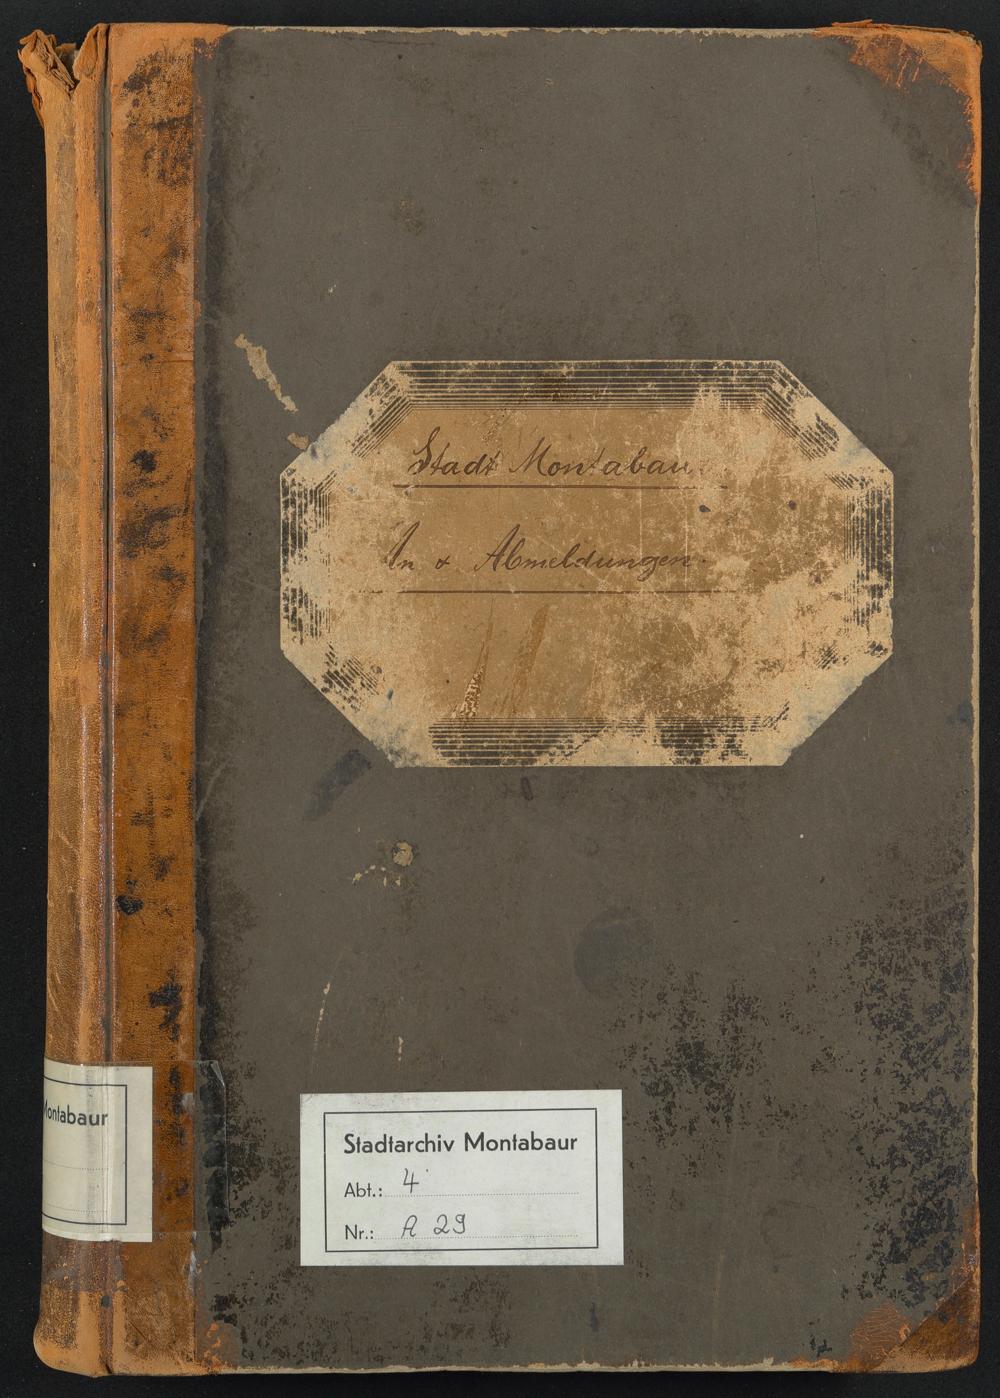 Stadt Montabaur
An & Abmeldungen.
Montabaur
Stadtarchiv Montabaur
Abt.: 4
Nr.: A 29